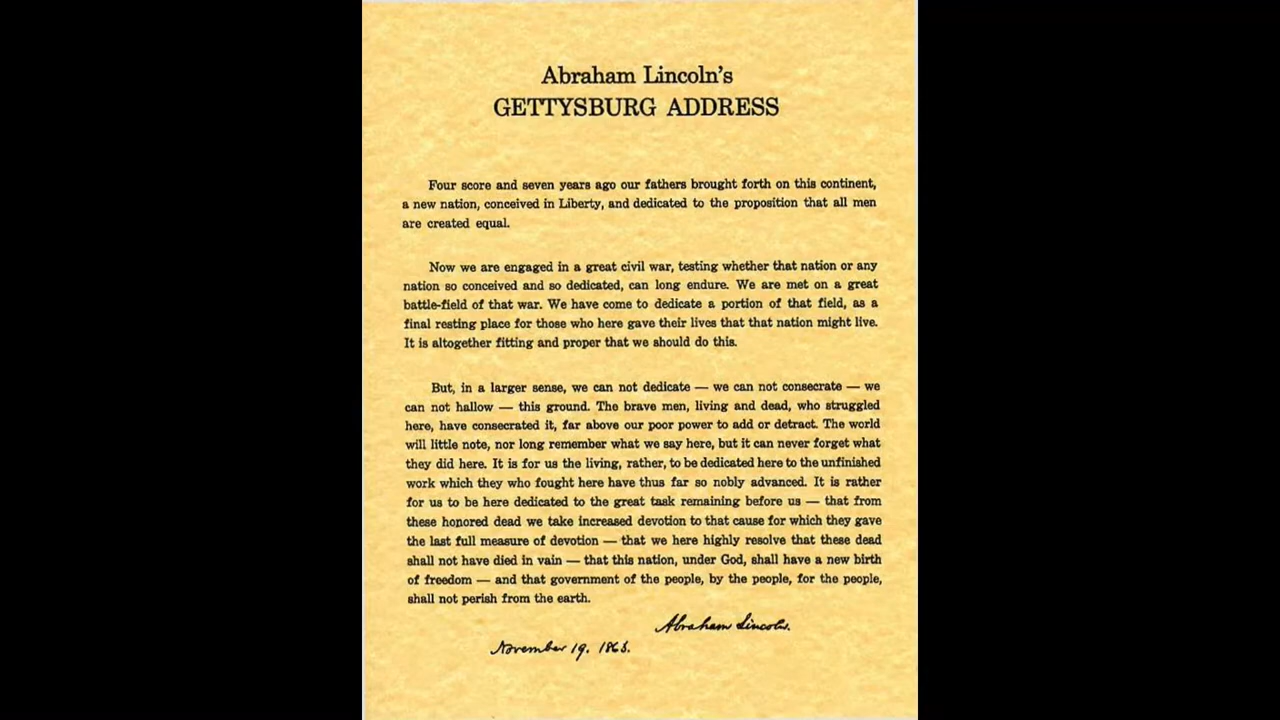 Abraham Lincoln's
GETTYSBURG ADDRESS
Four score and seven years ago our fathers brought forth on this continent,
a new nation, conceived in Liberty, and dedicated to the proposition that all men
are created equal.
Now we are engaged in a great civil war, testing whether that nation or any
nation so conceived and so dedicated, can long endure. We are met on a great
battle-field of that war. We have come to dedicate a portion of that field, as a
final resting place for those who here gave their lives that that nation might live.
It is altogether fitting and proper that we should do this.
But, in a larger sense, we can not dedicate — we can not consecrate — we
can not hallow — this ground. The brave men, living and dead, who struggled
here, have consecrated it, far above our poor power to add or detract. The world
will little note, nor long remember what we say here, but it can never forget what
they did here. It is for us the living, rather, to be dedicated here to the unfinished
work which they who fought here have thus far so nobly advanced. It is rather
for us to be here dedicated to the great task remaining before us — that from
these honored dead we take increased devotion to that cause for which they gave
the last full measure of devotion — that we here highly resolve that these dead
shall not have died in vain — that this nation, under God, shall have a new birth
of freedom — and that government of the people, by the people, for the people,
shall not perish from the earth.
Abraham Lincoln.
November 19. 1863.